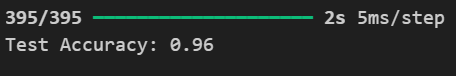 395/395 ━━━━━━━━━━━━━━━━━━━━ 2s 5ms/step
Test Accuracy: 0.96